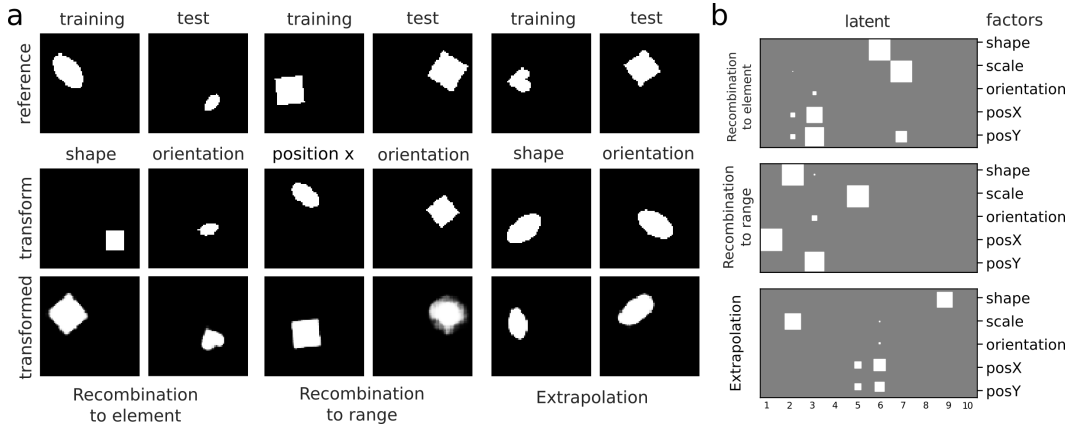 a
training test training test training test
reference
shape orientation position x orientation shape orientation
transform
transformed
Recombination
to element
Recombination
to range
Extrapolation
b
latent
factors
Recombination
to element
shape
scale
orientation
posX
posY
Recombination
to range
shape
scale
orientation
posX
posY
Extrapolation
shape
scale
orientation
posX
posY
1 2 3 4 5 6 7 8 9 10